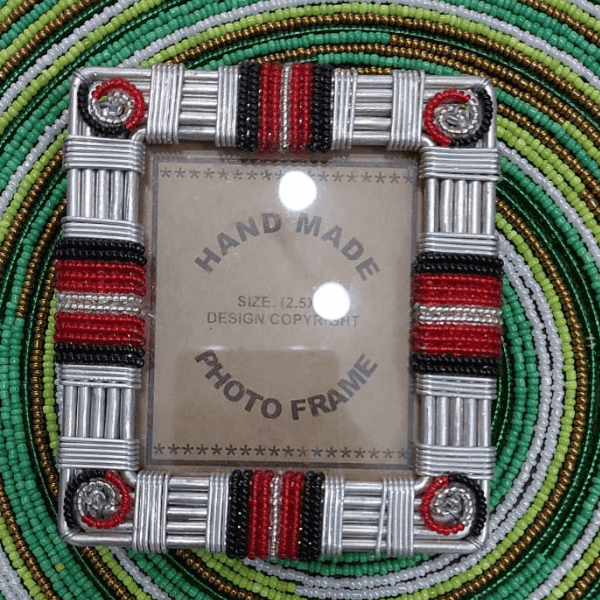 ********************
HAND MADE
SIZE. (2.5
DESIGN COPYRIGHT
PHOTO FRAME
********************